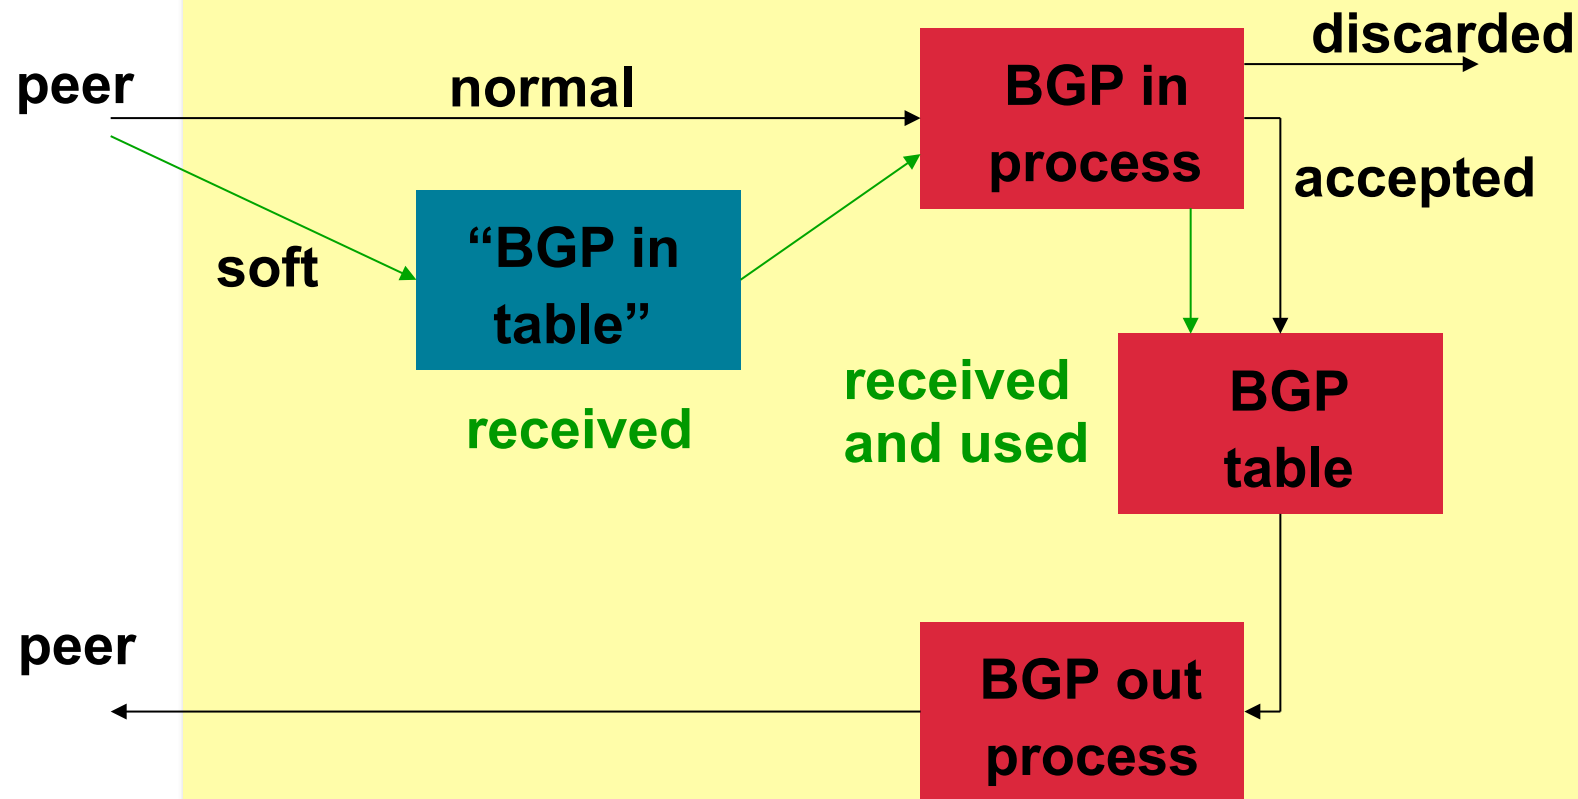 discarded
peer
normal
BGP in
process
accepted
soft
“BGP in
table”
received
received
and used
BGP
table
peer
BGP out
process